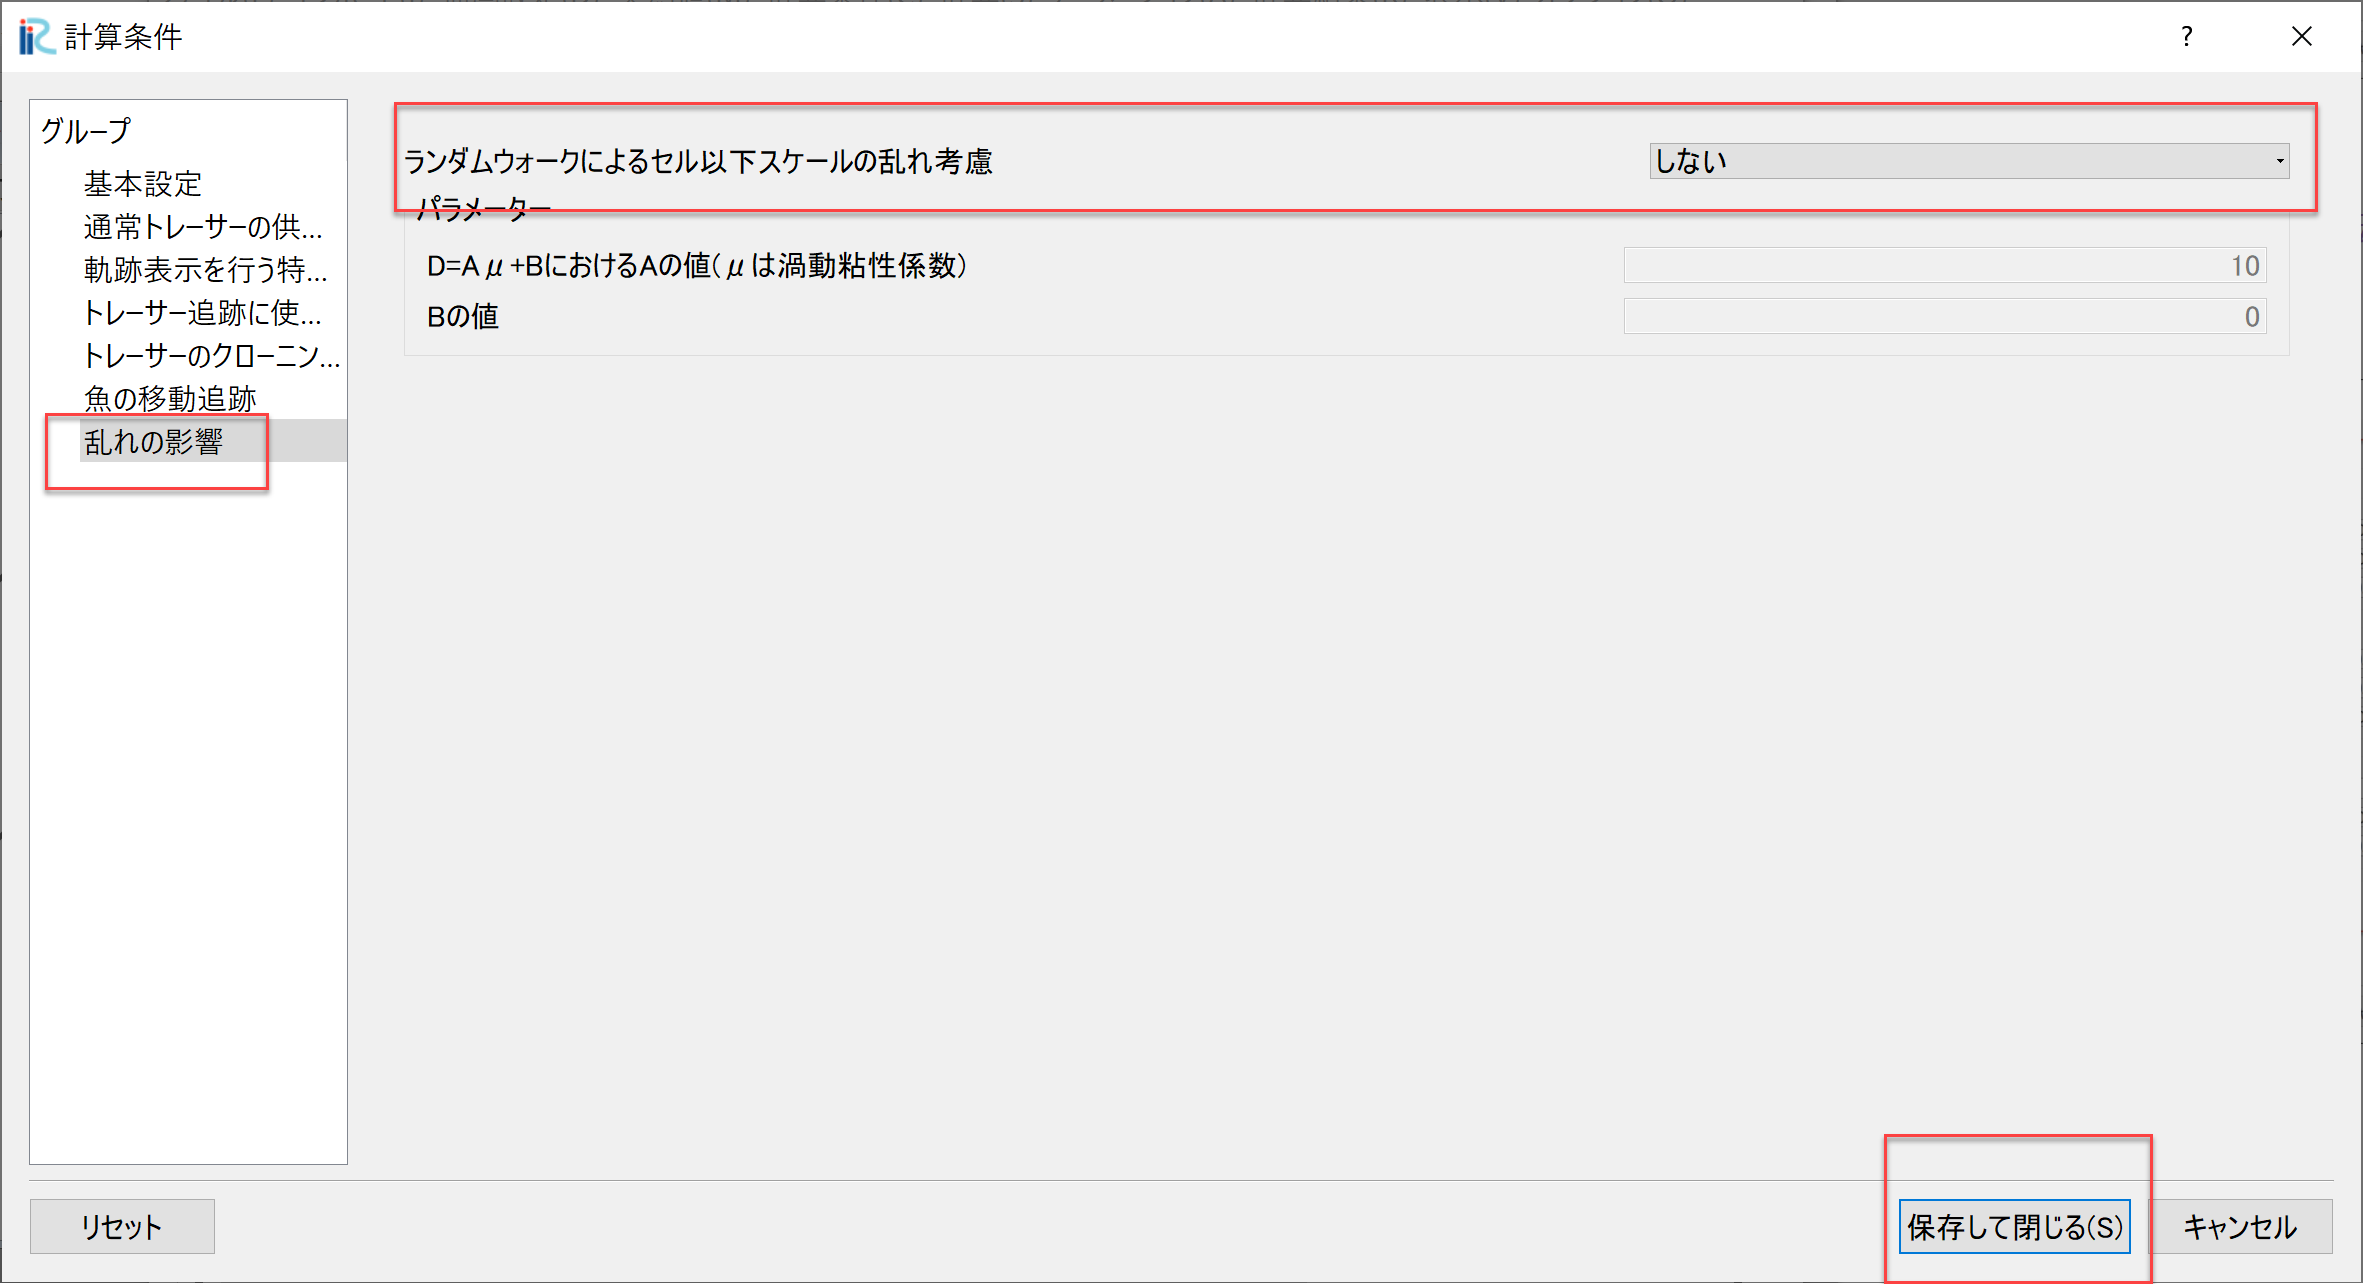 計算条件
?
グループ
基本設定
通常トレーサーの供...
軌跡表示を行う特...
トレーサー追跡に使...
トレーサーのクローニン...
魚の移動追跡
乱れの影響
ランダムウォークによるセル以下スケールの乱れ考慮
しない
パラメーター
D=Aμ+BにおけるAの値(μは渦動粘性係数)
10
Bの値
0
リセット
保存して閉じる(S)
キャンセル